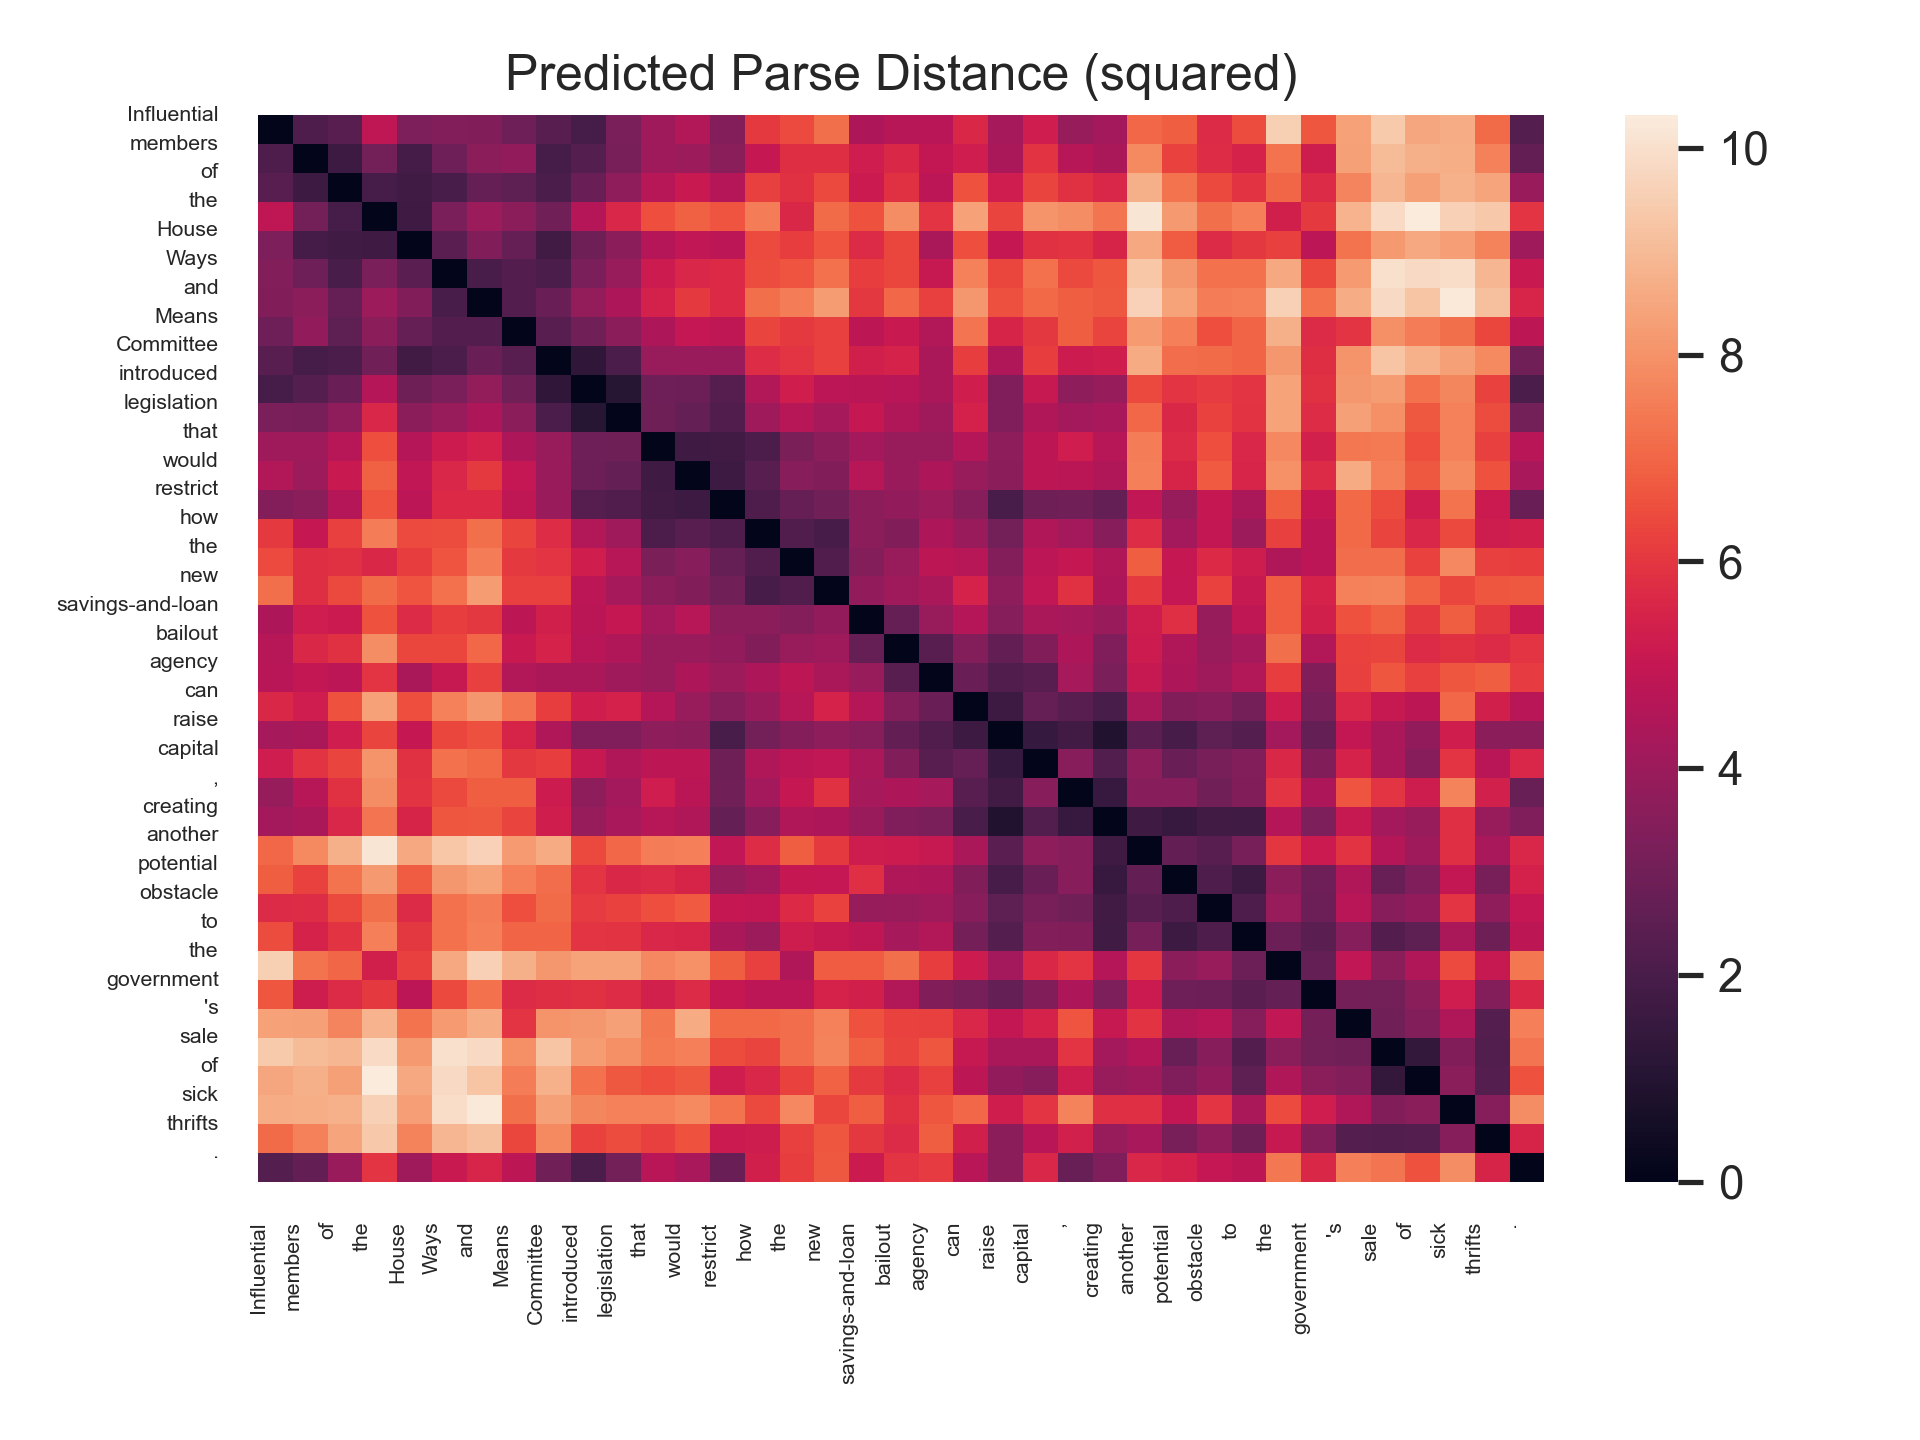 Predicted Parse Distance (squared)
Influential
members
of
the
House
Ways
and
Means
Committee
introduced
legislation
that
would
restrict
how
the
new
savings-and-loan
bailout
agency
can
raise
capital
,
creating
another
potential
obstacle
to
the
government
's
sale
of
sick
thrifts
.
10
8
6
4
2
0
Influential
members
of
the
House
Ways
and
Means
Committee
introduced
legislation
that
would
restrict
how
the
new
savings-and-loan
bailout
agency
can
raise
capital
,
creating
another
potential
obstacle
to
the
government
's
sale
of
sick
thrifts
.